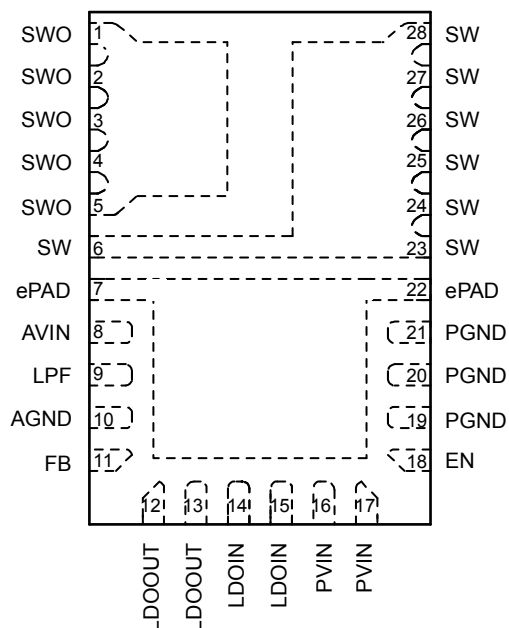 SWO 1 28 SW
SWO 2 27 SW
SWO 3 26 SW
SWO 4 25 SW
SWO 5 24 SW
SW 6 23 SW
ePAD 7 22 ePAD
AVIN 8 21 PGND
LPF 9 20 PGND
AGND 10 19 PGND
FB 11 18 EN
12 13 14 15 16 17
LDOOUT
LDOOUT
LDOIN
LDOIN
PVIN
PVIN